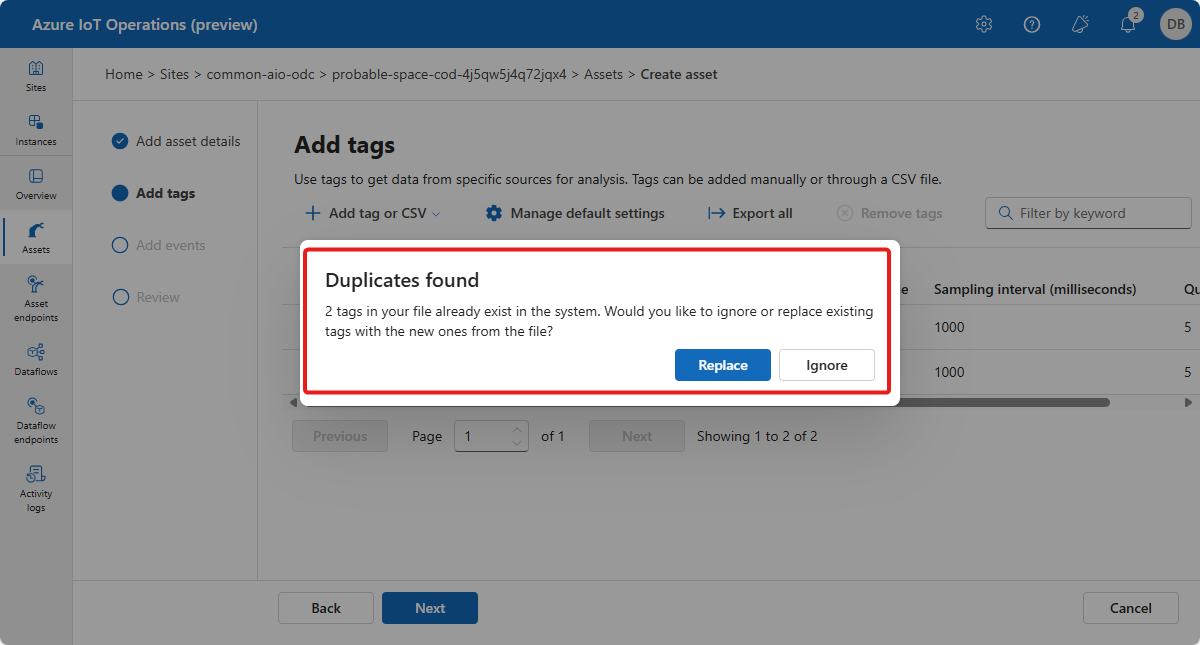 Azure IoT Operations (preview)
2
DB
Sites
Instances
Overview
Assets
Asset
endpoints
Dataflows
Dataflow
endpoints
Activity
logs
Home > Sites > common-aio-odc > probable-space-cod-4j5qw5j4q72jqx4 > Assets > Create asset
Add asset details
Add tags
Add events
Review
Add tags
Use tags to get data from specific sources for analysis. Tags can be added manually or through a CSV file.
Add tag or CSV
Manage default settings
Export all
Remove tags
Filter by keyword
e
Sampling interval (milliseconds)
Qu
1000
5
1000
5
Duplicates found
2 tags in your file already exist in the system. Would you like to ignore or replace existing
tags with the new ones from the file?
Replace
Ignore
Previous
Page
1
of 1
Next
Showing 1 to 2 of 2
Back
Next
Cancel